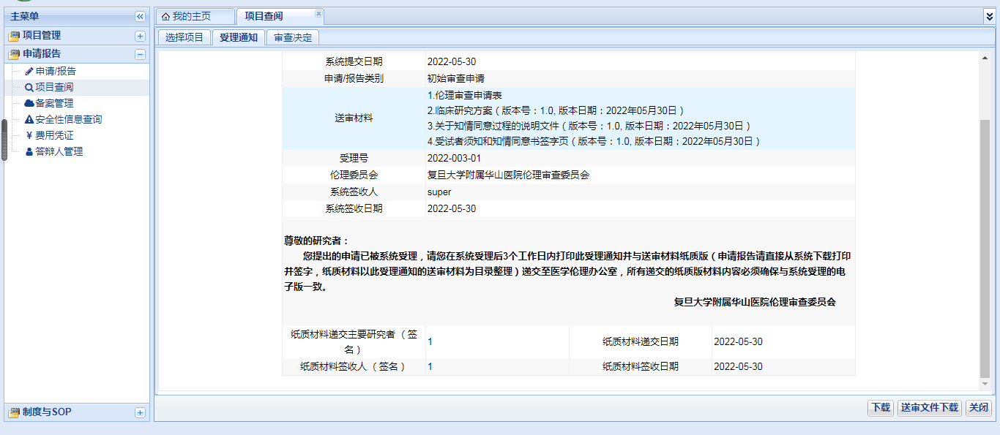 主菜单
项目管理
申请报告
申请/报告
项目查阅
备案管理
安全性信息查询
费用凭证
答辩人管理
制度与SOP
我的主页
项目查阅
选择项目
受理通知
审查决定
系统提交日期 2022-05-30
申请/报告类别 初始审查申请
送审材料
1.伦理审查申请表
2.临床研究方案（版本号：1.0, 版本日期：2022年05月30日）
3.关于知情同意过程的说明文件（版本号：1.0, 版本日期：2022年05月30日）
4.受试者须知和知情同意书签字页（版本号：1.0, 版本日期：2022年05月30日）
受理号 2022-003-01
伦理委员会 复旦大学附属华山医院伦理审查委员会
系统签收人 super
系统签收日期 2022-05-30
尊敬的研究者：
您提出的申请已被系统受理，请您在系统受理后3个工作日内打印此受理通知并与送审材料纸质版（申请报告请直接从系统下载打印
并签字，纸质材料以此受理通知的送审材料为目录整理）递交至医学伦理办公室，所有递交的纸质版材料内容必须确保与系统受理的电
子版一致。
复旦大学附属华山医院伦理审查委员会
纸质材料递交主要研究者 （签
名） 1 纸质材料递交日期 2022-05-30
纸质材料签收人 （签名） 1 纸质材料签收日期 2022-05-30
下载 送审文件下载 关闭